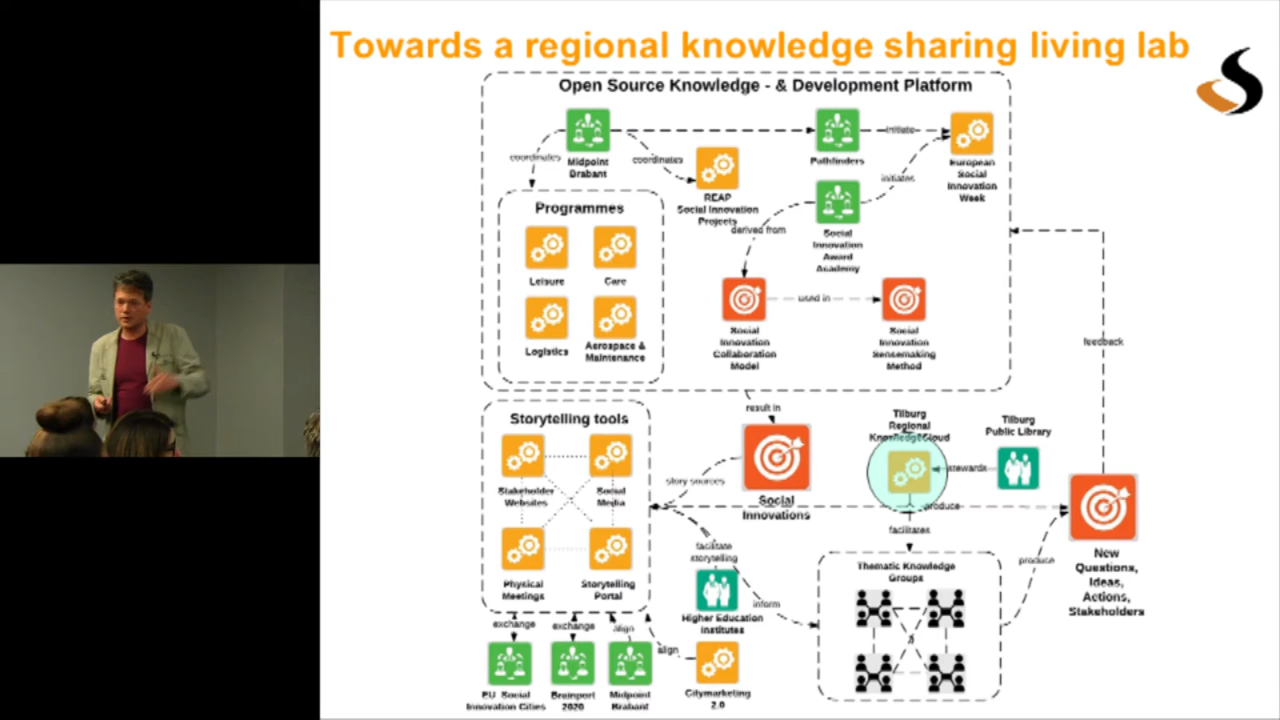 Towards a regional knowledge sharing living lab
Open Source Knowledge - & Development Platform
Midpoint
Brabant
coordinates
coordinates
REAP
Social Innovation
Projects
Pathfinders
initiate
European
Social
Innovation
Week
initiates
Social
Innovation
Award
Academy
derived from
Programmes
Leisure
Care
Logistics
Aerospace &
Maintenance
Social
Innovation
Collaboration
Model
used in
Social
Innovation
Sensemaking
Method
feedback
result in
Storytelling tools
Stakeholder
Websites
Social
Media
Physical
Meetings
Storytelling
Portal
story sources
Social
Innovations
Tilburg
Regional
KnowledgeCloud
Tilburg
Public Library
stewards
produce
facilitates
facilitate
storytelling
Higher Education
Institutes
inform
Thematic Knowledge
Groups
produce
New
Questions,
Ideas,
Actions,
Stakeholders
exchange
exchange
align
align
EU Social
Innovation Cities
Brainport
2020
Midpoint
Brabant
Citymarketing
2.0